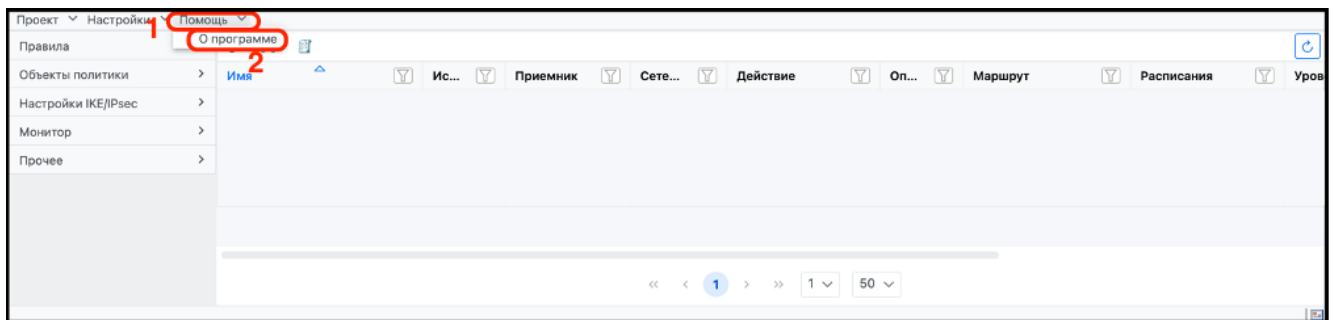 Проект Настройки 1 Помощь
Правила О программе
2
Объекты политики Имя Ис... Приемник Сете... Действие Оп... Маршрут Расписания Уров
Настройки IKE/IPsec
Монитор
Прочее
<< < 1 > >> 1 50